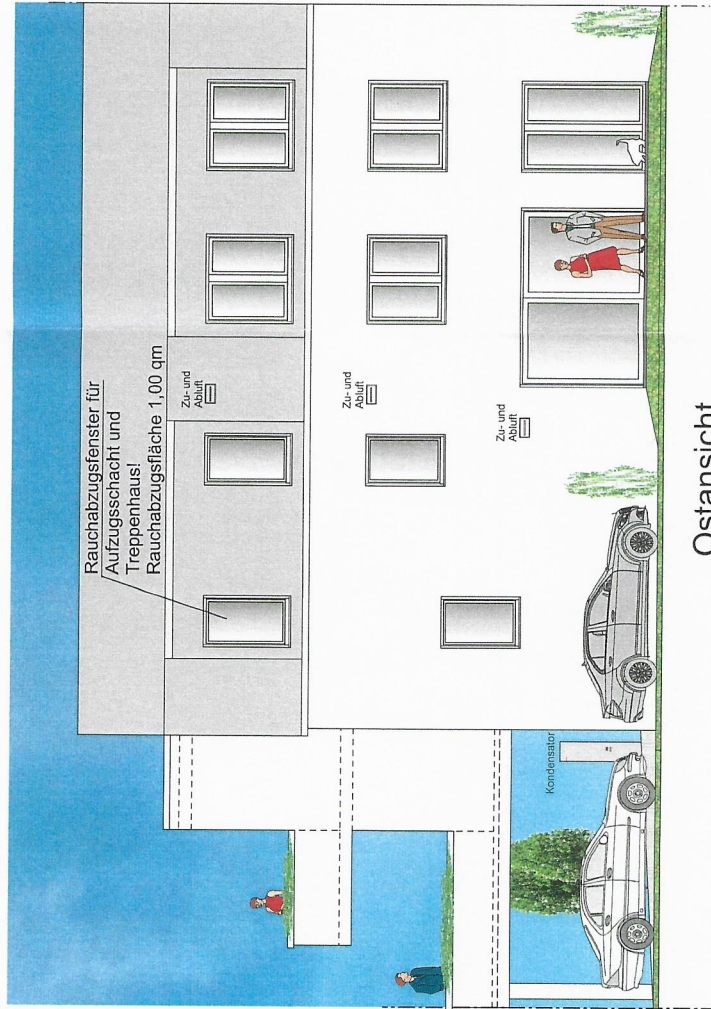 Rauchabzugsfenster für
Aufzugsschacht und
Treppenhaus!
Rauchabzugsfläche 1,00 qm
Zu- und
Abluft
Zu- und
Abluft
Zu- und
Abluft
Kondensator
Ostansicht